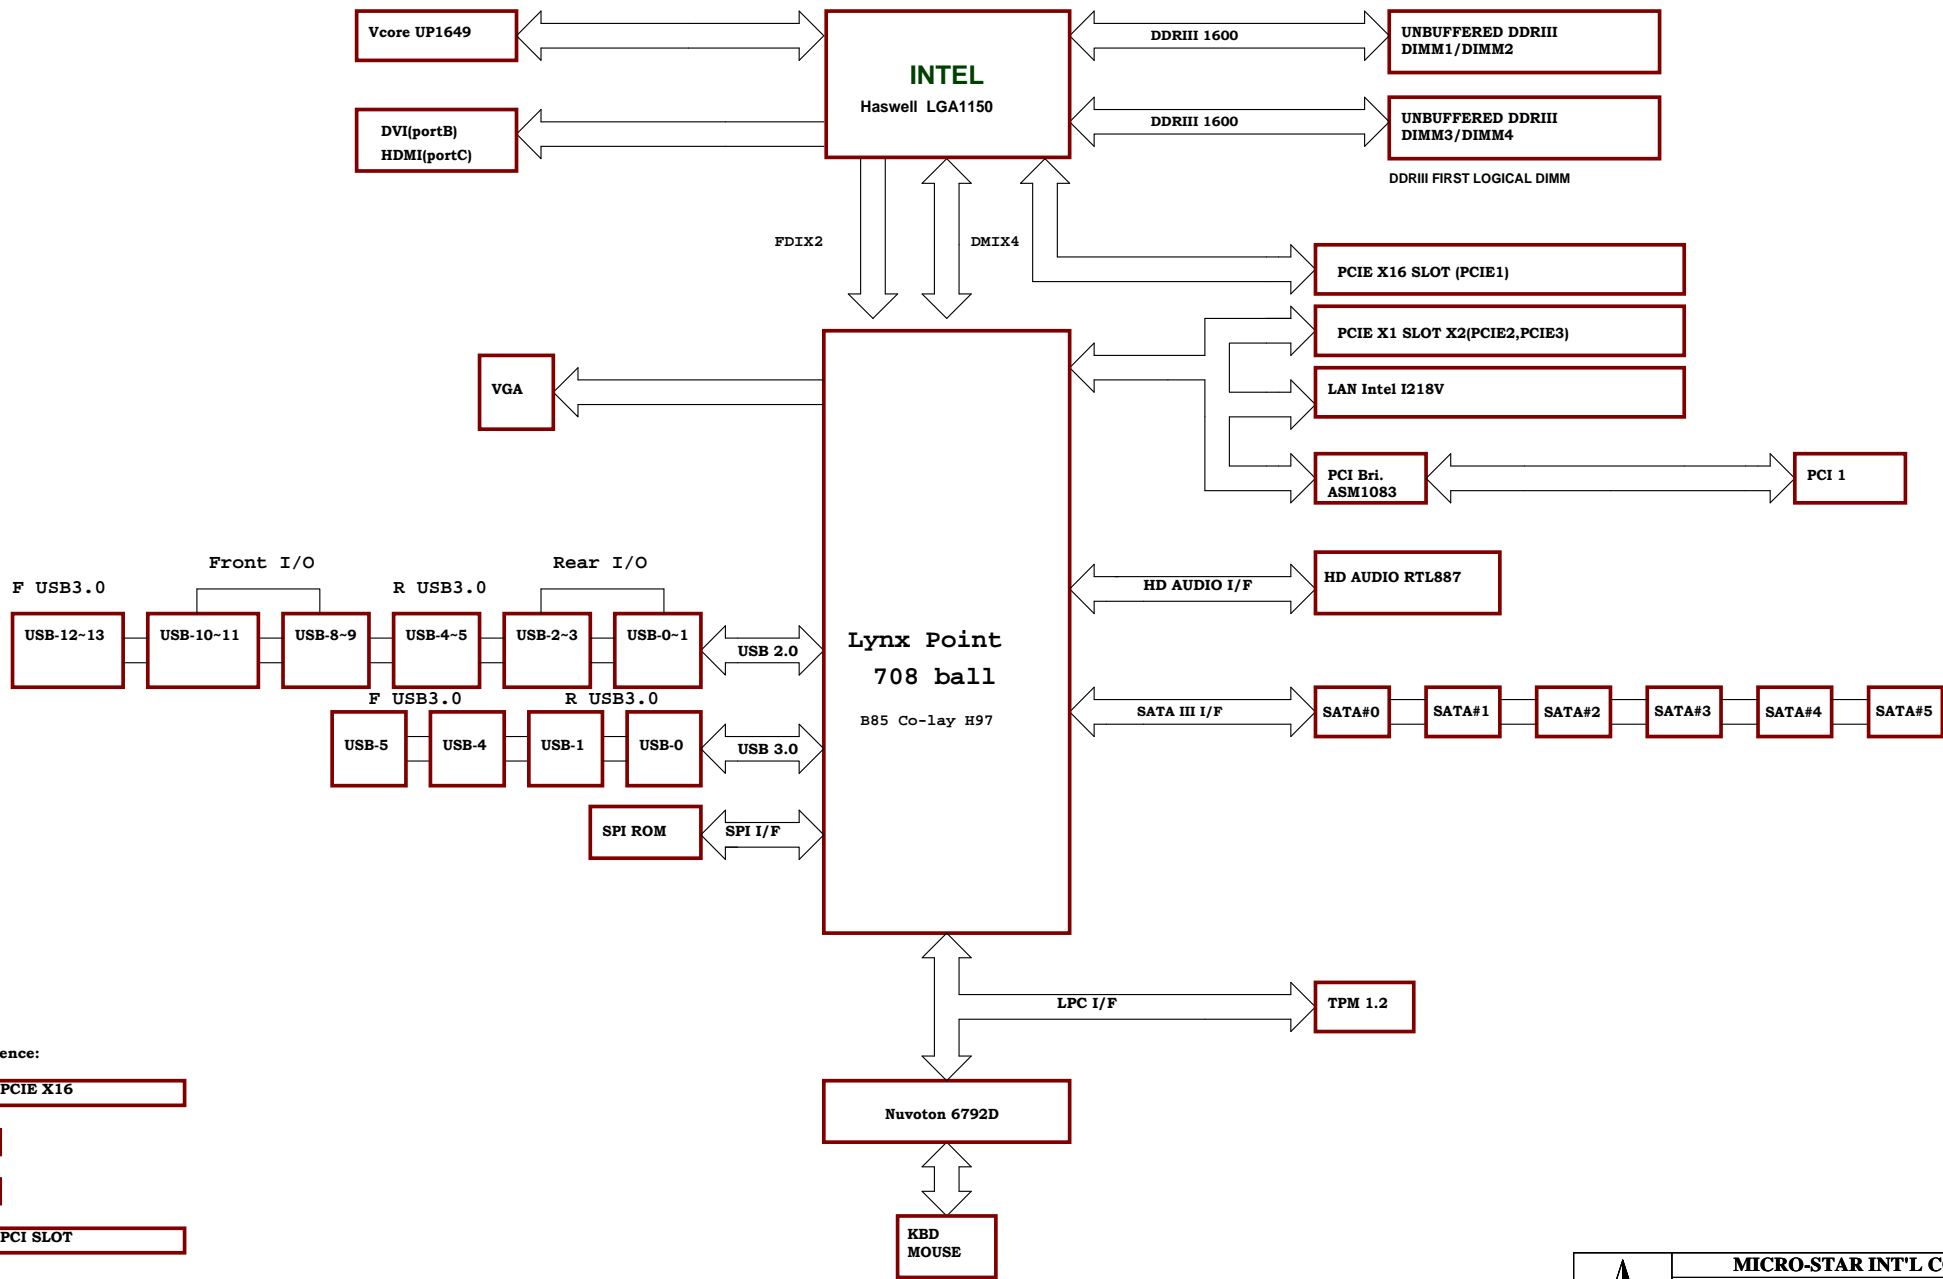 Vcore UP1649
INTEL
Haswell LGA1150
DDRIII 1600
UNBUFFERED DDRIII
DIMM1/DIMM2
DVI(portB)
HDMI(portC)
DDRIII 1600
UNBUFFERED DDRIII
DIMM3/DIMM4
DDRIII FIRST LOGICAL DIMM
FDIX2
DMIX4
PCIE X16 SLOT (PCIE1)
PCIE X1 SLOT X2(PCIE2,PCIE3)
VGA
LAN Intel I218V
PCI Bri.
ASM1083
PCI 1
Front I/O
Rear I/O
F USB3.0
R USB3.0
HD AUDIO I/F
HD AUDIO RTL887
USB-12~13
USB-10~11
USB-8~9
USB-4~5
USB-2~3
USB-0~1
USB 2.0
Lynx Point
708 ball
B85 Co-lay H97
F USB3.0
R USB3.0
SATA III I/F
SATA#0
SATA#1
SATA#2
SATA#3
SATA#4
SATA#5
USB-5
USB-4
USB-1
USB-0
USB 3.0
SPI ROM
SPI I/F
LPC I/F
TPM 1.2
ence:
PCIE X16
Nuvoton 6792D
PCI SLOT
KBD
MOUSE
MICRO-STAR INT'L C